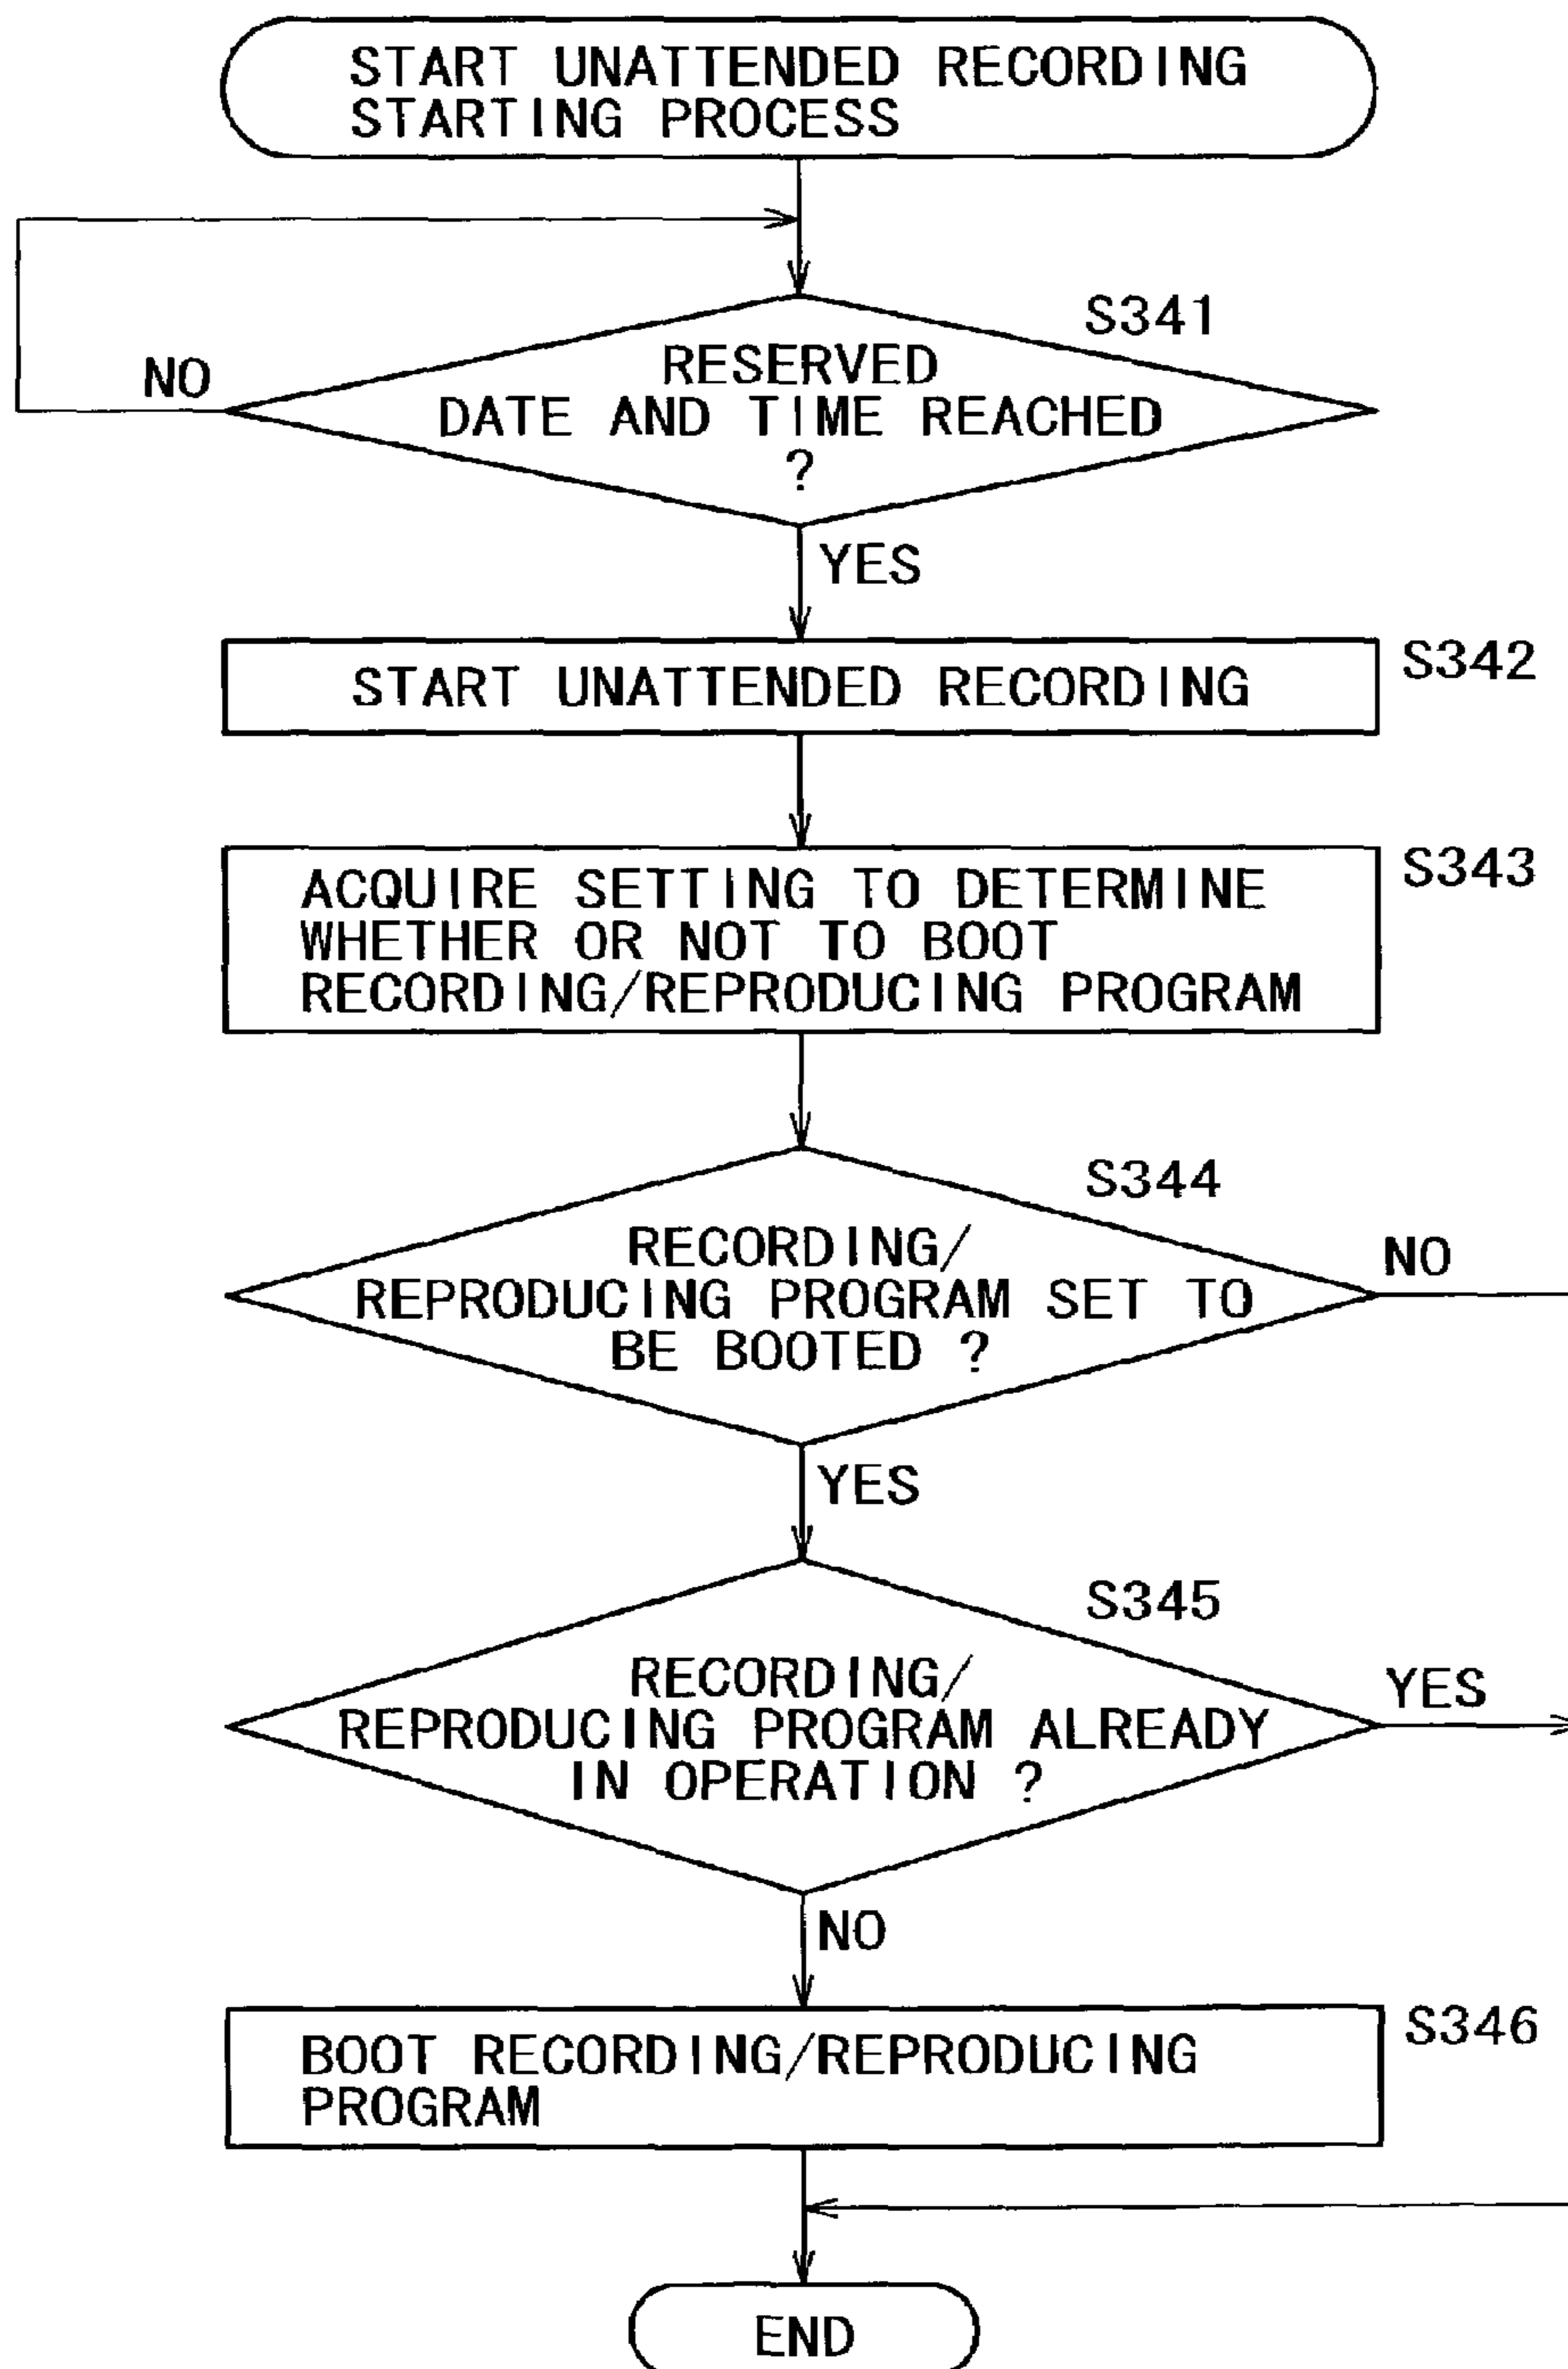 START UNATTENDED RECORDING
STARTING PROCESS
S341
RESERVED
DATE AND TIME REACHED
?
NO
YES
START UNATTENDED RECORDING
S342
ACQUIRE SETTING TO DETERMINE
WHETHER OR NOT TO BOOT
RECORDING/REPRODUCING PROGRAM
S343
S344
RECORDING/
REPRODUCING PROGRAM SET TO
BE BOOTED ?
NO
YES
S345
RECORDING/
REPRODUCING PROGRAM ALREADY
IN OPERATION ?
YES
NO
BOOT RECORDING/REPRODUCING
PROGRAM
S346
END